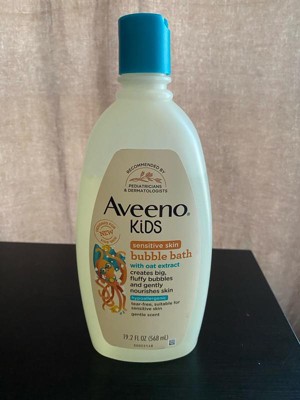 RECOMMENDED BY
PEDIATRICIANS
& DERMATOLOGISTS
Aveeno
KiDS
sensitive skin
bubble bath
with oat extract
creates big,
fluffy bubbles
and gently
nourishes skin
hypoallergenic
tear-free, suitable for
sensitive skin
gentle scent
19.2 fl oz (568 mL)